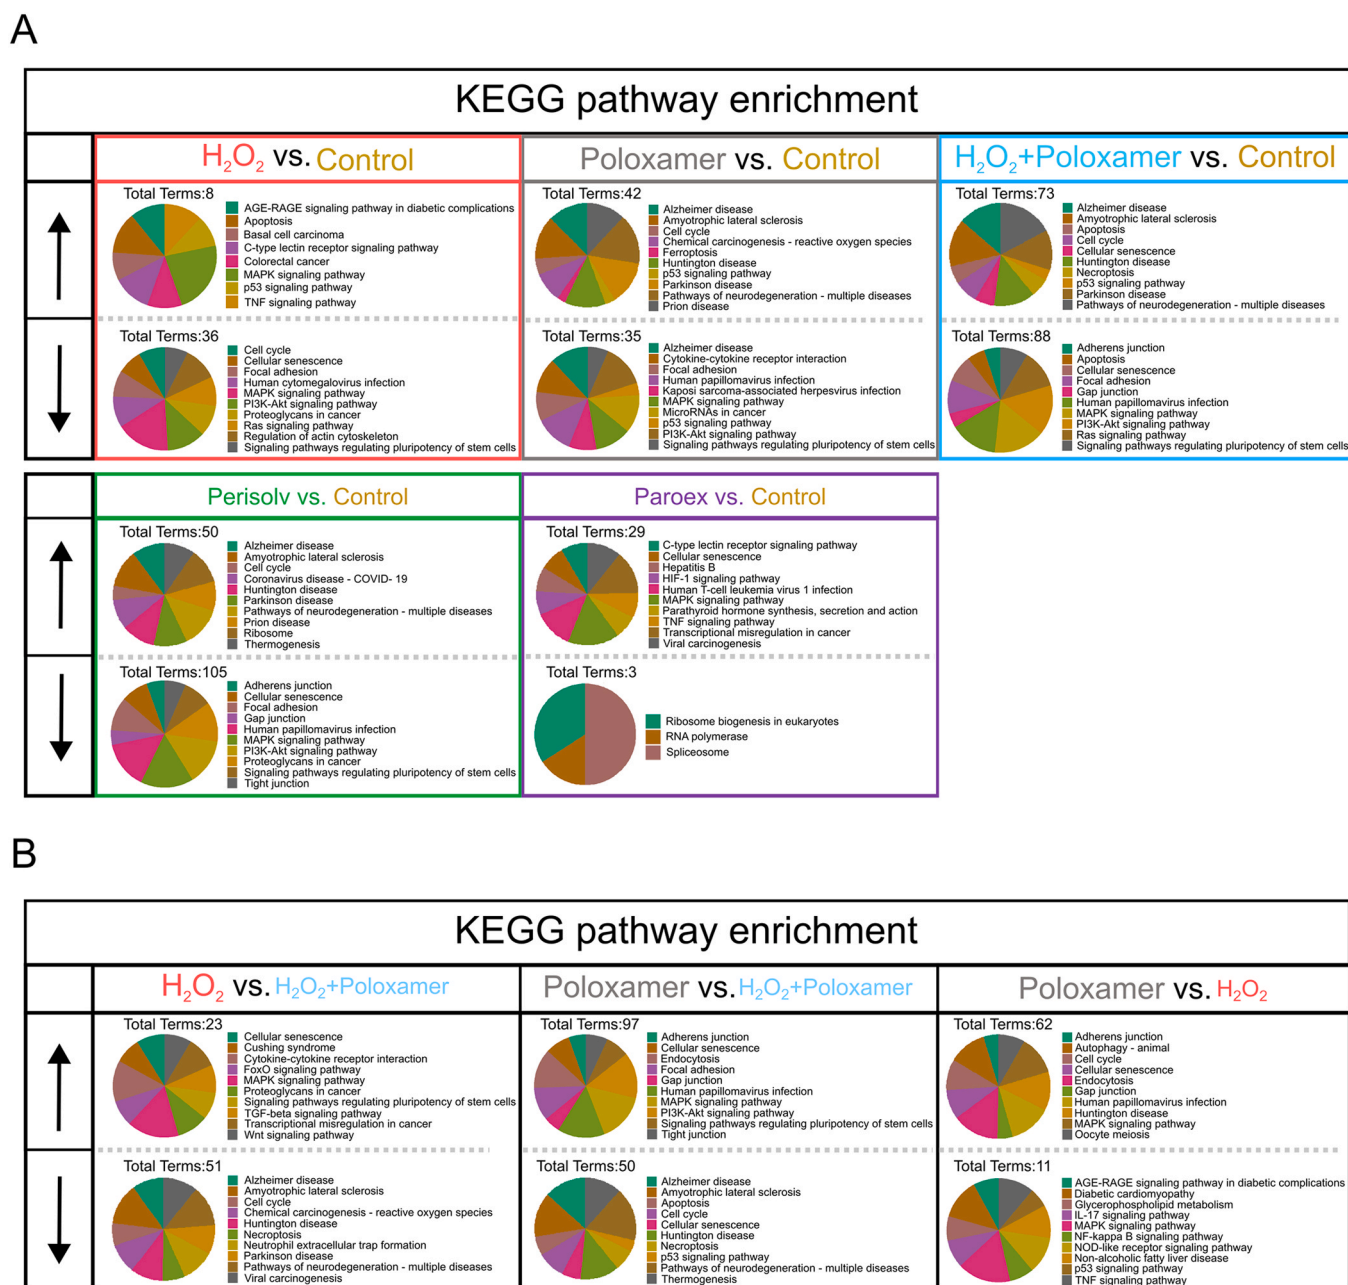 A
KEGG pathway enrichment
H₂O₂ vs. Control
Poloxamer vs. Control
H₂O₂+Poloxamer vs. Control
Total Terms:8
AGE-RAGE signaling pathway in diabetic complications
Apoptosis
Basal cell carcinoma
C-type lectin receptor signaling pathway
Colorectal cancer
MAPK signaling pathway
p53 signaling pathway
TNF signaling pathway
Total Terms:42
Alzheimer disease
Amyotrophic lateral sclerosis
Cell cycle
Chemical carcinogenesis - reactive oxygen species
Ferroptosis
Huntington disease
p53 signaling pathway
Parkinson disease
Pathways of neurodegeneration - multiple diseases
Prion disease
Total Terms:73
Alzheimer disease
Amyotrophic lateral sclerosis
Apoptosis
Cell cycle
Cellular senescence
Huntington disease
Necroptosis
p53 signaling pathway
Parkinson disease
Pathways of neurodegeneration - multiple diseases
Total Terms:36
Cell cycle
Cellular senescence
Focal adhesion
Human cytomegalovirus infection
MAPK signaling pathway
PI3K-Akt signaling pathway
Proteoglycans in cancer
Ras signaling pathway
Regulation of actin cytoskeleton
Signaling pathways regulating pluripotency of stem cells
Total Terms:35
Alzheimer disease
Cytokine-cytokine receptor interaction
Focal adhesion
Human papillomavirus infection
Kaposi sarcoma-associated herpesvirus infection
MAPK signaling pathway
MicroRNAs in cancer
p53 signaling pathway
PI3K-Akt signaling pathway
Signaling pathways regulating pluripotency of stem cells
Total Terms:88
Adherens junction
Apoptosis
Cellular senescence
Focal adhesion
Gap junction
Human papillomavirus infection
MAPK signaling pathway
PI3K-Akt signaling pathway
Ras signaling pathway
Signaling pathways regulating pluripotency of stem cells
Perisolv vs. Control
Paroex vs. Control
Total Terms:50
Alzheimer disease
Amyotrophic lateral sclerosis
Cell cycle
Coronavirus disease - COVID- 19
Huntington disease
Parkinson disease
Pathways of neurodegeneration - multiple diseases
Prion disease
Ribosome
Thermogenesis
Total Terms:29
C-type lectin receptor signaling pathway
Cellular senescence
Hepatitis B
HIF-1 signaling pathway
Human T-cell leukemia virus 1 infection
MAPK signaling pathway
Parathyroid hormone synthesis, secretion and action
TNF signaling pathway
Transcriptional misregulation in cancer
Viral carcinogenesis
Total Terms:105
Adherens junction
Cellular senescence
Focal adhesion
Gap junction
Human papillomavirus infection
MAPK signaling pathway
PI3K-Akt signaling pathway
Proteoglycans in cancer
Signaling pathways regulating pluripotency of stem cells
Tight junction
Total Terms:3
Ribosome biogenesis in eukaryotes
RNA polymerase
Spliceosome
B
KEGG pathway enrichment
H₂O₂ vs. H₂O₂+Poloxamer
Poloxamer vs. H₂O₂+Poloxamer
Poloxamer vs. H₂O₂
Total Terms:23
Cellular senescence
Cushing syndrome
Cytokine-cytokine receptor interaction
FoxO signaling pathway
MAPK signaling pathway
Proteoglycans in cancer
Signaling pathways regulating pluripotency of stem cells
TGF-beta signaling pathway
Transcriptional misregulation in cancer
Wnt signaling pathway
Total Terms:97
Adherens junction
Cellular senescence
Endocytosis
Focal adhesion
Gap junction
Human papillomavirus infection
MAPK signaling pathway
PI3K-Akt signaling pathway
Signaling pathways regulating pluripotency of stem cells
Tight junction
Total Terms:62
Adherens junction
Autophagy - animal
Cell cycle
Cellular senescence
Endocytosis
Gap junction
Human papillomavirus infection
Huntington disease
MAPK signaling pathway
Oocyte meiosis
Total Terms:51
Alzheimer disease
Amyotrophic lateral sclerosis
Cell cycle
Chemical carcinogenesis - reactive oxygen species
Huntington disease
Necroptosis
Neutrophil extracellular trap formation
Parkinson disease
Pathways of neurodegeneration - multiple diseases
Viral carcinogenesis
Total Terms:50
Alzheimer disease
Amyotrophic lateral sclerosis
Apoptosis
Cell cycle
Cellular senescence
Huntington disease
Necroptosis
p53 signaling pathway
Pathways of neurodegeneration - multiple diseases
Thermogenesis
Total Terms:11
AGE-RAGE signaling pathway in diabetic complications
Diabetic cardiomyopathy
Glycerophospholipid metabolism
IL-17 signaling pathway
MAPK signaling pathway
NF-kappa B signaling pathway
NOD-like receptor signaling pathway
Non-alcoholic fatty liver disease
p53 signaling pathway
TNF signaling pathway